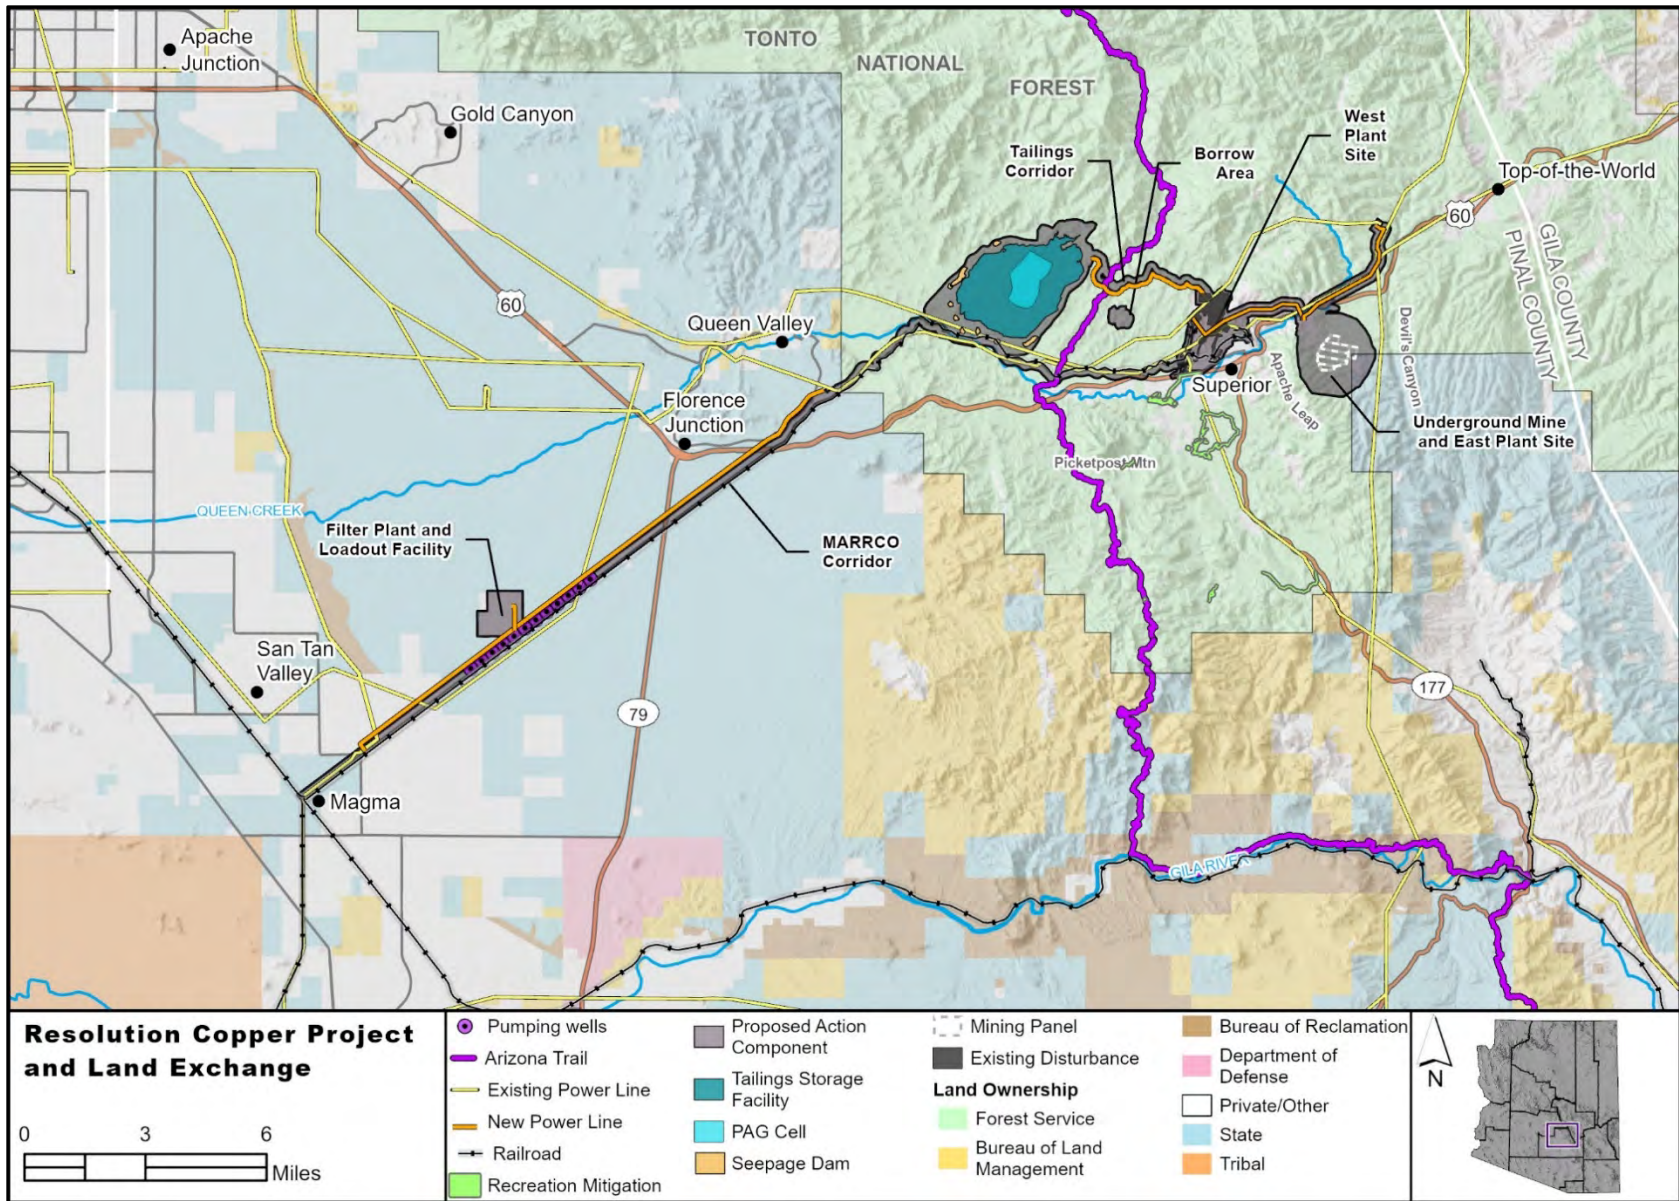 Apache
Junction
TONTO
NATIONAL
FOREST
Gold Canyon
West
Plant
Site
Tailings
Corridor
Borrow
Area
Top-of-the-World
60
GILA COUNTY
PINAL COUNTY
60
Queen Valley
Devil's Canyon
Superior
Apache Leap
Florence
Junction
Underground Mine
and East Plant Site
Picketpost Mtn
QUEEN CREEK
Filter Plant and
Loadout Facility
MARRCO
Corridor
San Tan
Valley
79
177
Magma
GILA RIVER
Resolution Copper Project
and Land Exchange
0 3 6
Miles
Pumping wells
Arizona Trail
Existing Power Line
New Power Line
Railroad
Recreation Mitigation
Proposed Action
Component
Tailings Storage
Facility
PAG Cell
Seepage Dam
Mining Panel
Existing Disturbance
Land Ownership
Forest Service
Bureau of Land
Management
Bureau of Reclamation
Department of
Defense
Private/Other
State
Tribal
N